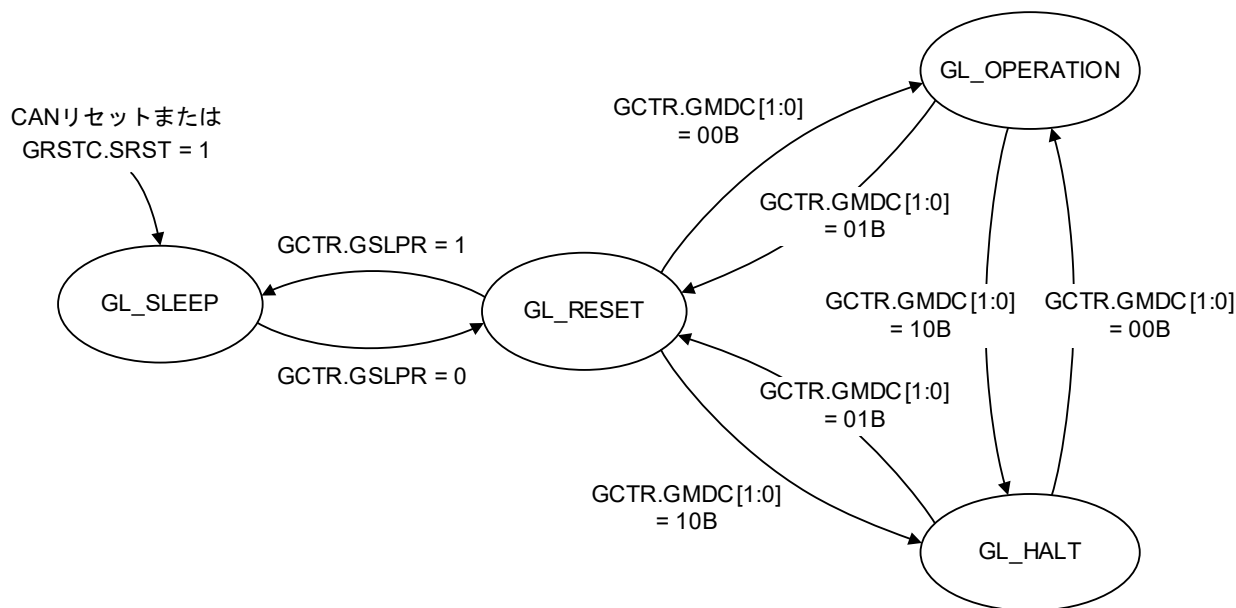 GL_OPERATION
CANリセットまたは
GRSTC.SRST = 1
GCTR.GMDC[1:0]
= 00B
GCTR.GMDC[1:0]
= 01B
GCTR.GSLPR = 1
GL_SLEEP
GL_RESET
GCTR.GMDC[1:0]
= 10B
GCTR.GMDC[1:0]
= 00B
GCTR.GSLPR = 0
GCTR.GMDC[1:0]
= 01B
GCTR.GMDC[1:0]
= 10B
GL_HALT